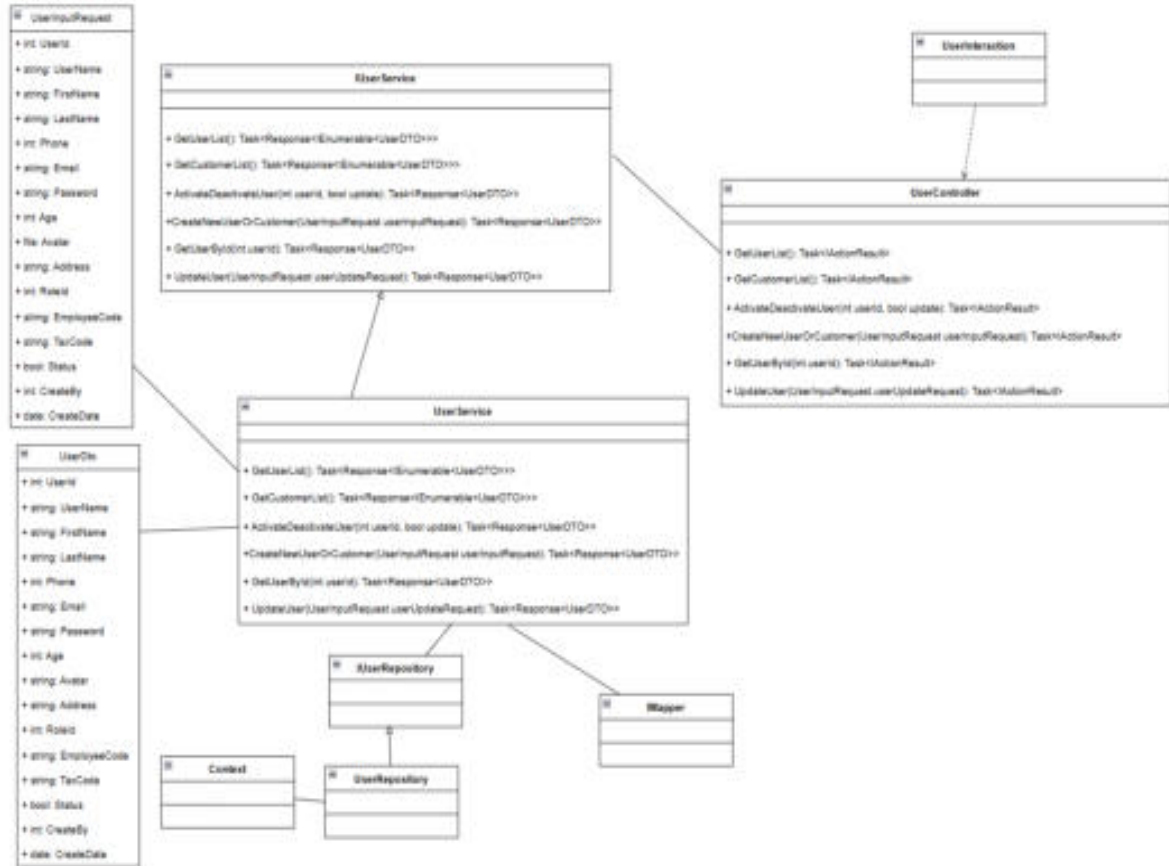 UserInputRequest
+ int: UserId
+ string: UserName
+ string: FirstName
+ string: LastName
+ int: Phone
+ string: Email
+ string: Password
+ int: Age
+ file: Avatar
+ string: Address
+ int: RoleId
+ string: EmployeeCode
+ string: TaxCode
+ bool: Status
+ int: CreateBy
+ date: CreateDate
IUserService
+ GetUserList(): Task<Response<IEnumerable<UserDTO>>>
+ GetCustomerList(): Task<Response<IEnumerable<UserDTO>>>
+ ActivateDeactivateUser(int userId, bool update): Task<Response<UserDTO>>
+CreateNewUserOrCustomer(UserInputRequest userInputRequest): Task<Response<UserDTO>>
+ GetUserById(int userId): Task<Response<UserDTO>>
+ UpdateUser(UserInputRequest userUpdateRequest): Task<Response<UserDTO>>
UserInteraction
UserController
+ GetUserList(): Task<IActionResult>
+ GetCustomerList(): Task<IActionResult>
+ ActivateDeactivateUser(int userId, bool update): Task<IActionResult>
+CreateNewUserOrCustomer(UserInputRequest userInputRequest): Task<IActionResult>
+ GetUserById(int userId): Task<IActionResult>
+ UpdateUser(UserInputRequest userUpdateRequest): Task<IActionResult>
UserService
+ GetUserList(): Task<Response<IEnumerable<UserDTO>>>
+ GetCustomerList(): Task<Response<IEnumerable<UserDTO>>>
+ ActivateDeactivateUser(int userId, bool update): Task<Response<UserDTO>>
+CreateNewUserOrCustomer(UserInputRequest userInputRequest): Task<Response<UserDTO>>
+ GetUserById(int userId): Task<Response<UserDTO>>
+ UpdateUser(UserInputRequest userUpdateRequest): Task<Response<UserDTO>>
+ int: UserId
+ string: UserName
+ string: FirstName
+ string: LastName
+ int: Phone
+ string: Email
+ string: Password
+ int: Age
+ string: Avatar
+ string: Address
+ int: RoleId
+ string: EmployeeCode
+ string: TaxCode
+ bool: Status
+ int: CreateBy
+ date: CreateDate
IUserRepository
IMapper
Context
UserRepository